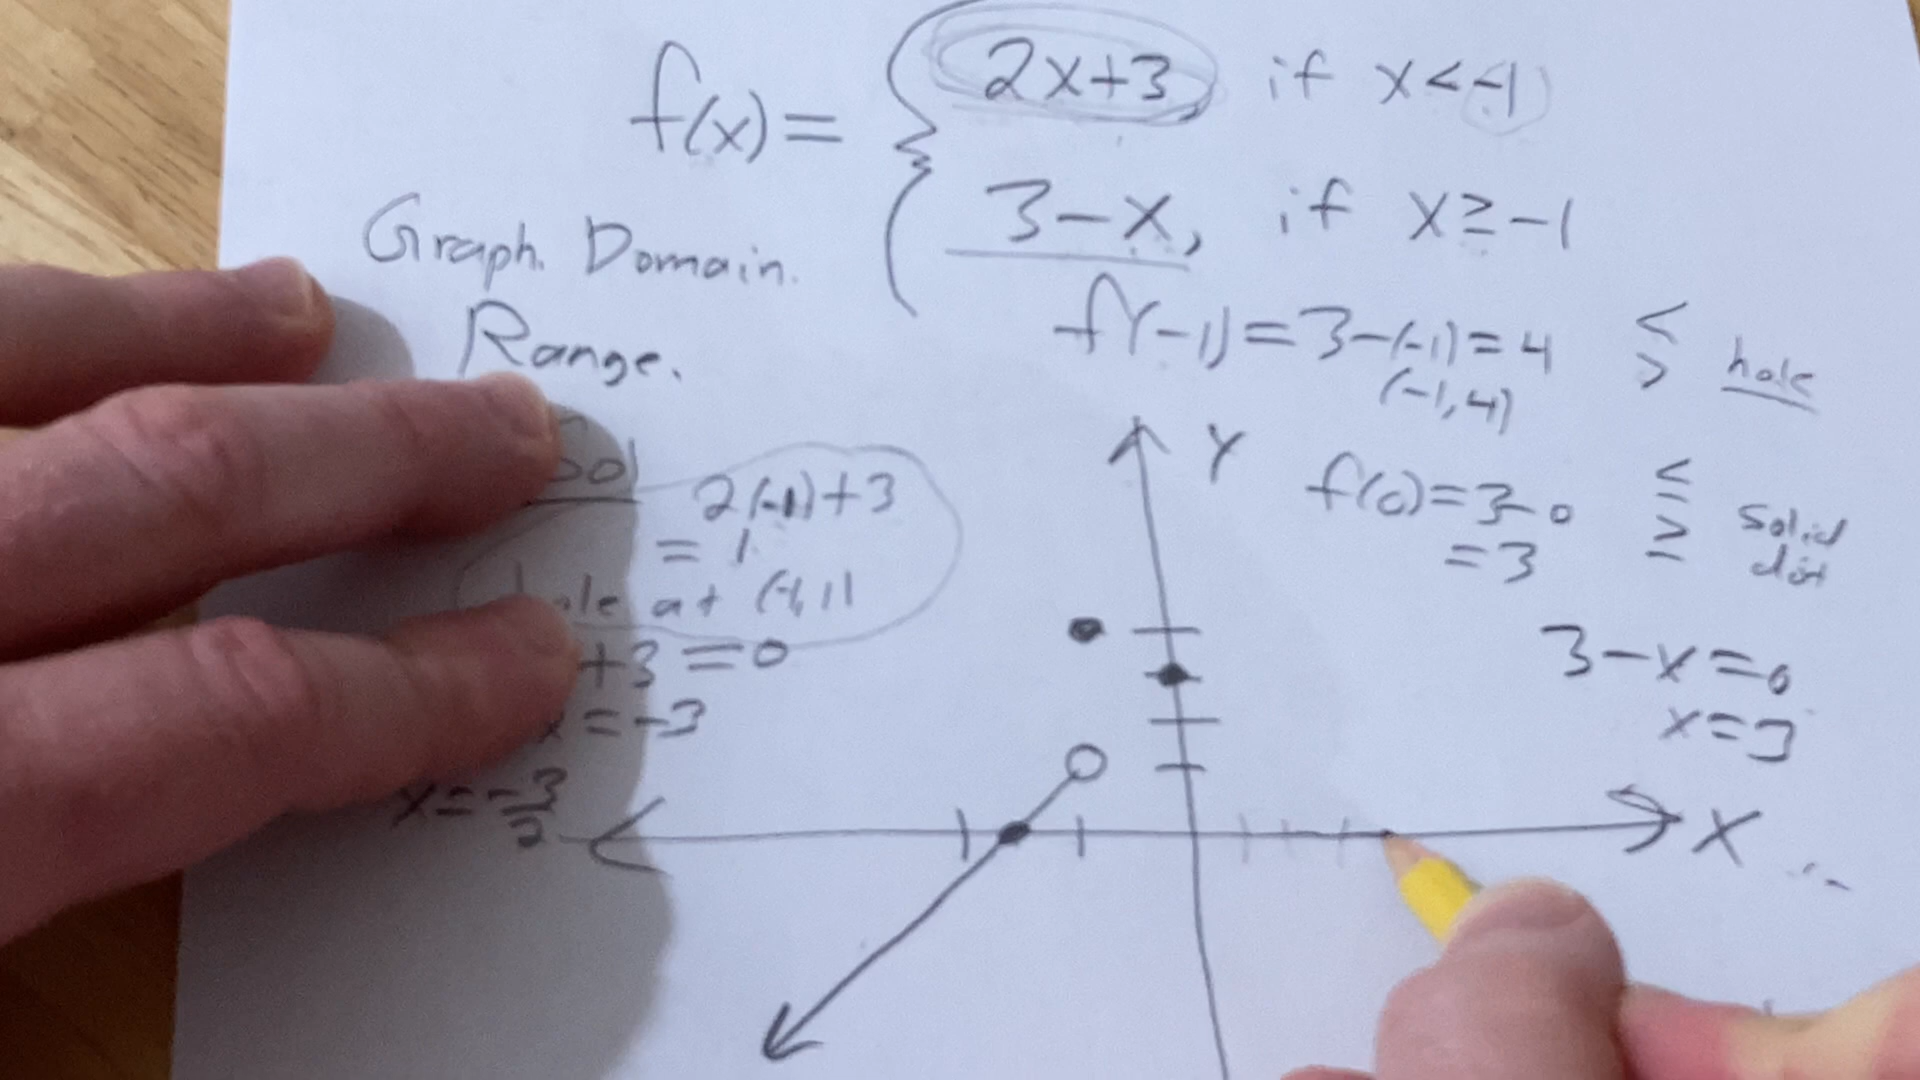 f(x) = { 2x+3 if x < -1
3-x, if x ≥ -1
Graph. Domain.
Range.
f(-1) = 3-(-1) = 4
(-1,4)
<
> hole
Sol
2(-1)+3
= 1
hole at (-1,1)
+3 = 0
x = -3
x = -3/2
Y
f(0) = 3-0
= 3
≤
≥ solid dot
3-x = 0
x = 3
X